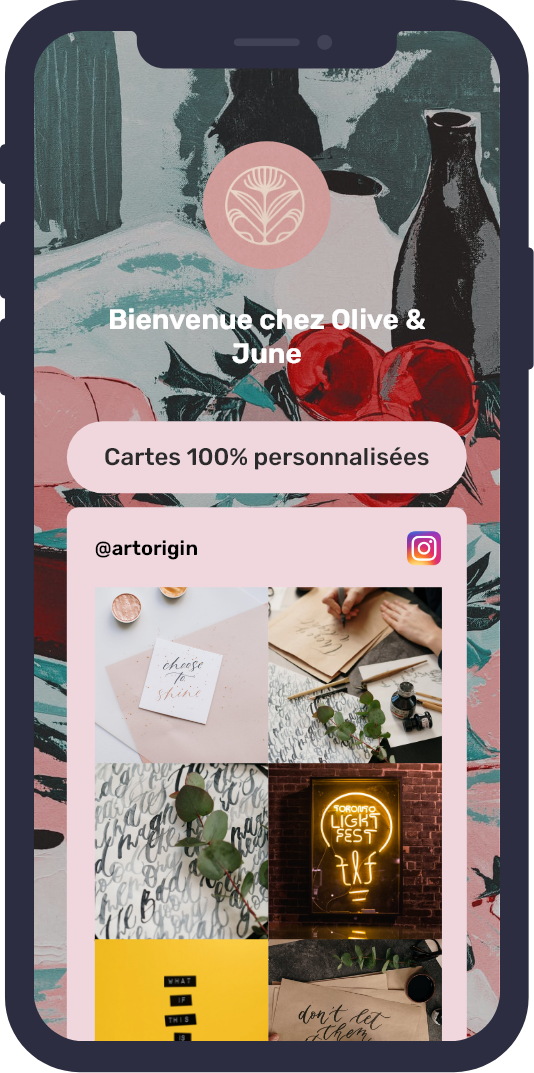 Bienvenue chez Olive &
June
Cartes 100% personnalisées
@artorigin
choose
to
shine
TORONTO
LIGHT
FEST
tlf
WHAT
IF
THIS
IS
don't let
them